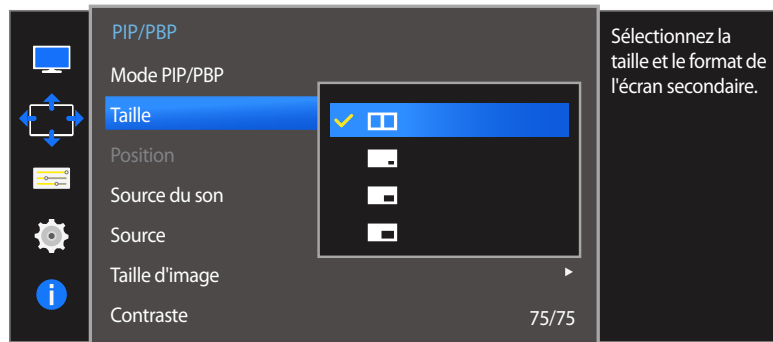 PIP/PBP
Mode PIP/PBP
Taille
Position
Source du son
Source
Taille d'image
Contraste 75/75
Sélectionnez la
taille et le format de
l'écran secondaire.